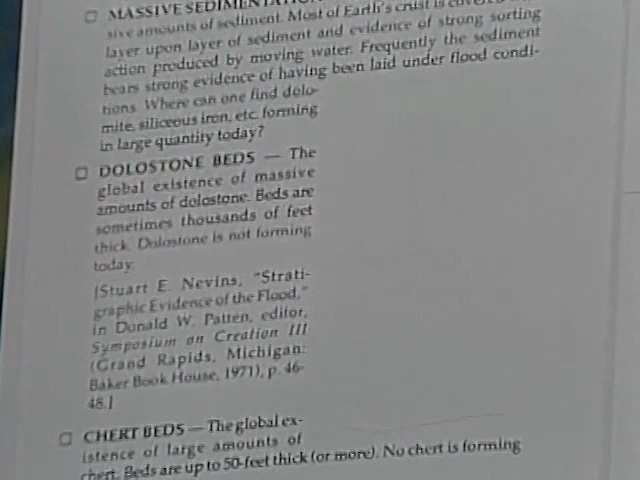 □ MASSIVE SEDIMENTATION
sive amounts of sediment. Most of Earth's crust is covered
layer upon layer of sediment and evidence of strong sorting
action produced by moving water. Frequently the sediment
bears strong evidence of having been laid under flood condi-
tions. Where can one find dolo-
mite, siliceous iron, etc. forming
in large quantity today?
□ DOLOSTONE BEDS — The
global existence of massive
amounts of dolostone. Beds are
sometimes thousands of feet
thick. Dolostone is not forming
today.
[Stuart E. Nevins, "Strati-
graphic Evidence of the Flood,"
in Donald W. Patten, editor,
Symposium on Creation III
(Grand Rapids, Michigan:
Baker Book House, 1971), p. 46-
48.]
□ CHERT BEDS — The global ex-
istence of large amounts of
chert. Beds are up to 50-feet thick (or more). No chert is forming